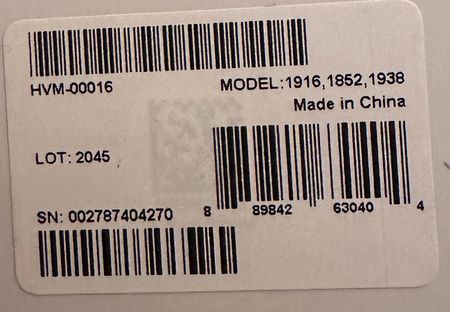 HVM-00016
MODEL:1916,1852,1938
Made in China
LOT: 2045
SN: 002787404270
8 89842 63040 4